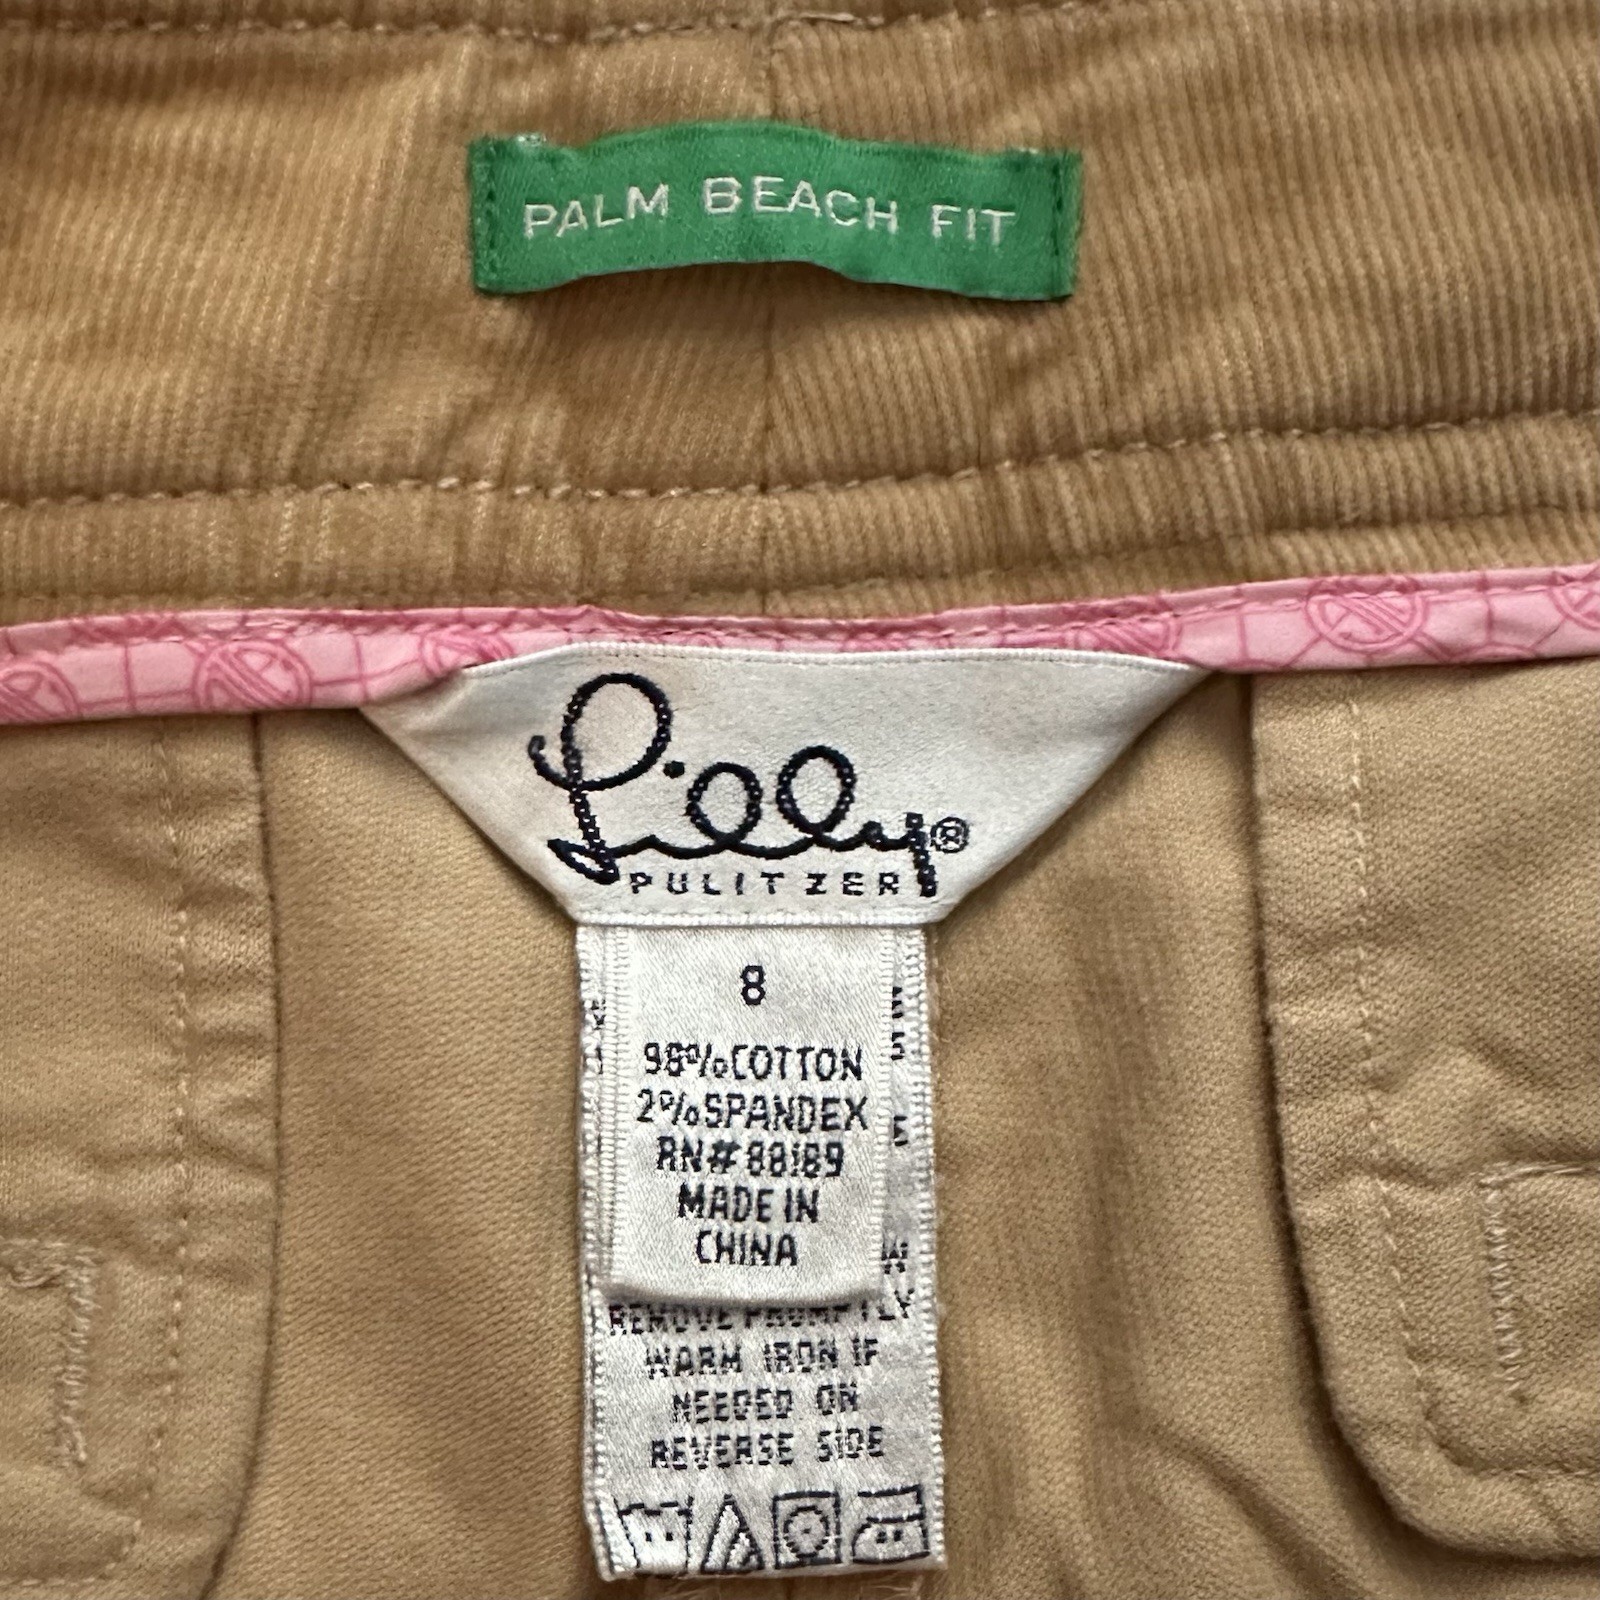 PALM BEACH FIT
Lilly®
PULITZER
8
98% COTTON
2% SPANDEX
RN# 88189
MADE IN
CHINA
REMOVE PROMPTLY
WARM IRON IF
NEEDED ON
REVERSE SIDE